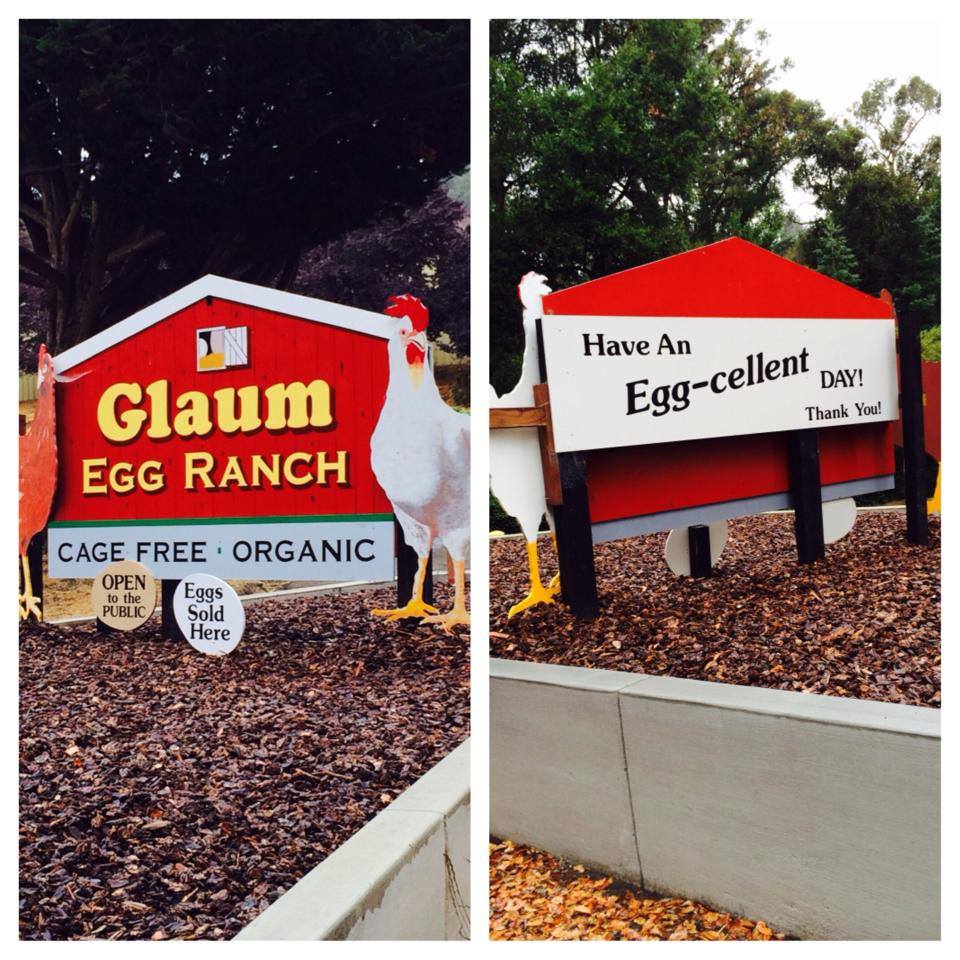 Glaum
EGG RANCH
CAGE FREE · ORGANIC
OPEN
to the
PUBLIC
Eggs
Sold
Here
Have An
Egg-cellent
DAY!
Thank You!